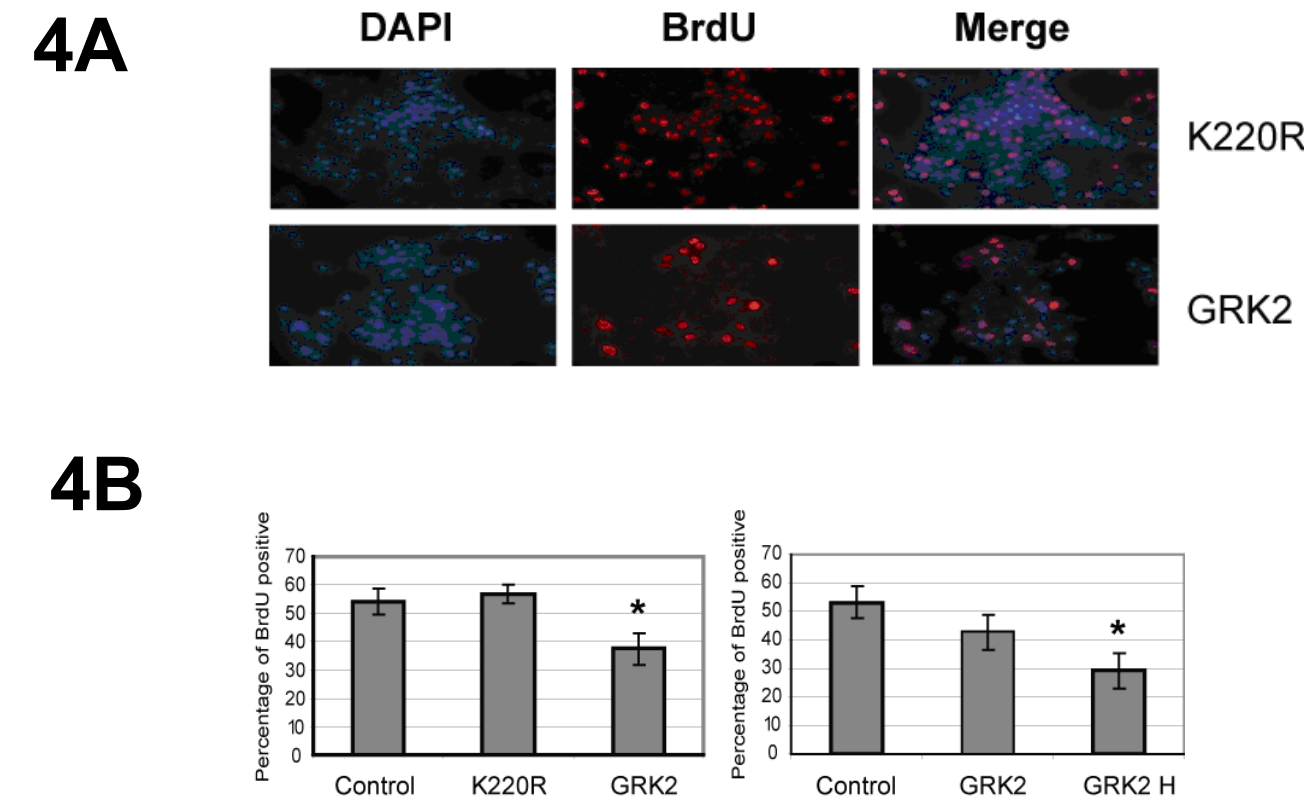 4A
DAPI BrdU Merge
K220R
GRK2
4B
Percentage of BrdU positive
70
60
50
40
30
20
10
0
Control K220R GRK2
*
Percentage of BrdU positive
70
60
50
40
30
20
10
0
Control GRK2 GRK2 H
*